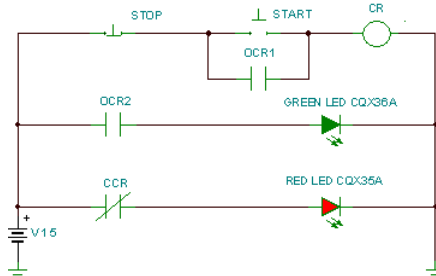 STOP
START
CR
OCR1
OCR2
GREEN LED CQX36A
CCR
RED LED CQX35A
+
V15